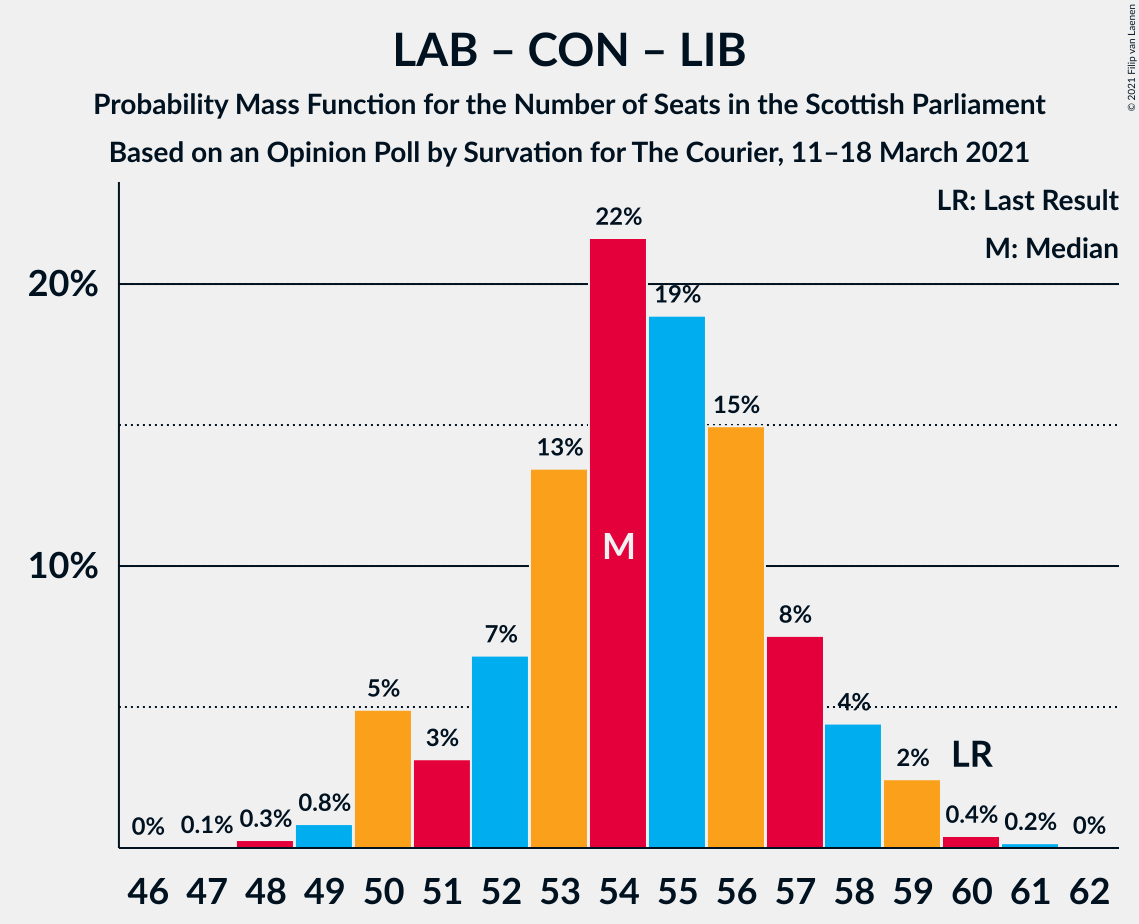 LAB – CON – LIB
Probability Mass Function for the Number of Seats in the Scottish Parliament
Based on an Opinion Poll by Survation for The Courier, 11–18 March 2021
© 2021 Filip van Laenen
LR: Last Result
M: Median
20%
10%
0%
0.1%
0.3%
0.8%
5%
3%
7%
13%
22%
19%
15%
8%
4%
2%
0.4%
0.2%
0%
M
LR
46 47 48 49 50 51 52 53 54 55 56 57 58 59 60 61 62